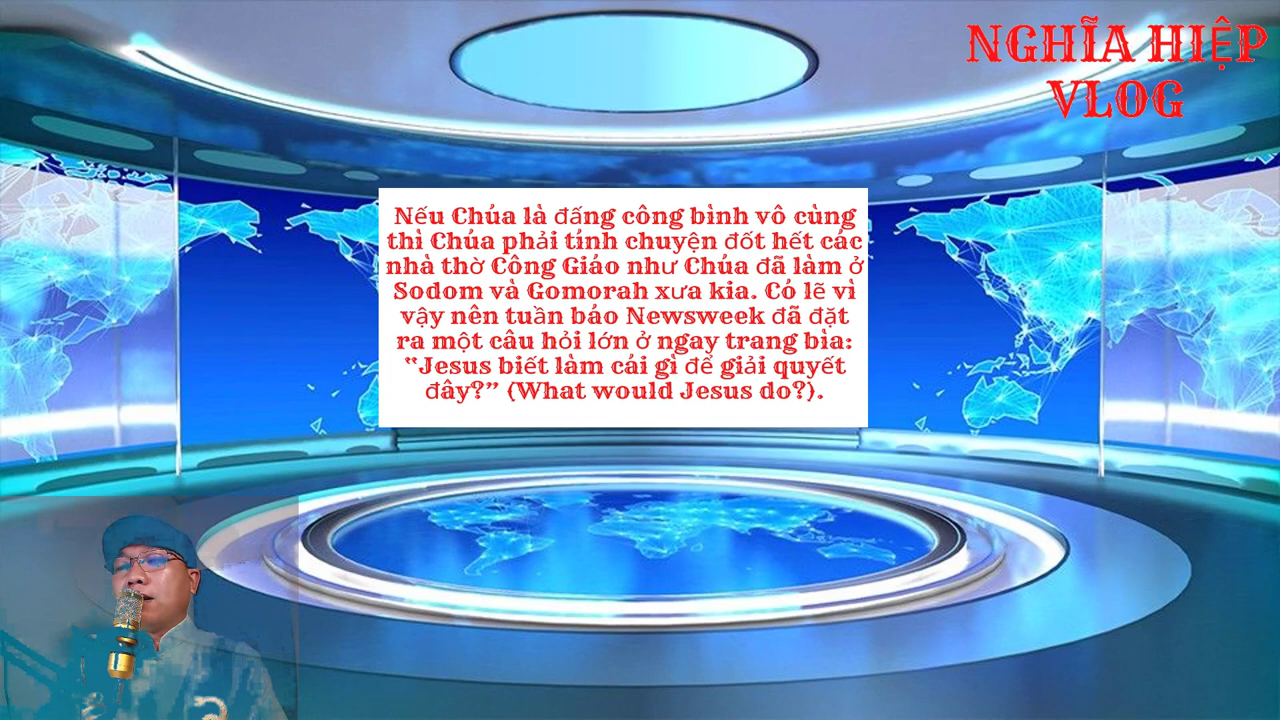 NGHĨA HIỆP
VLOG
Nếu Chúa là đấng công bình vô cùng
thì Chúa phải tính chuyện đốt hết các
nhà thờ Công Giáo như Chúa đã làm ở
Sodom và Gomorah xưa kia. Có lẽ vì
vậy nên tuần báo Newsweek đã đặt
ra một câu hỏi lớn ở ngay trang bìa:
“Jesus biết làm cái gì để giải quyết
đây?” (What would Jesus do?).